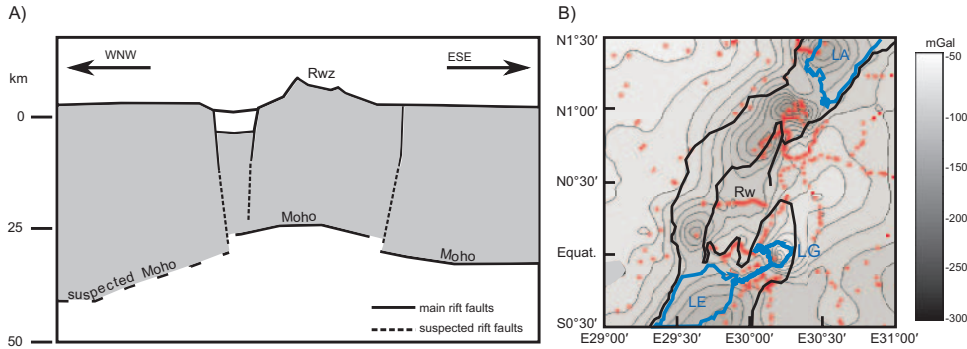 A)
WNW
ESE
Rwz
km
0
25
50
Moho
Moho
suspected Moho
main rift faults
suspected rift faults
B)
N1°30'
N1°00'
N0°30'
Equat.
S0°30'
E29°00'
E29°30'
E30°00'
E30°30'
E31°00'
LA
Rw
LG
LE
mGal
-50
-100
-150
-200
-250
-300